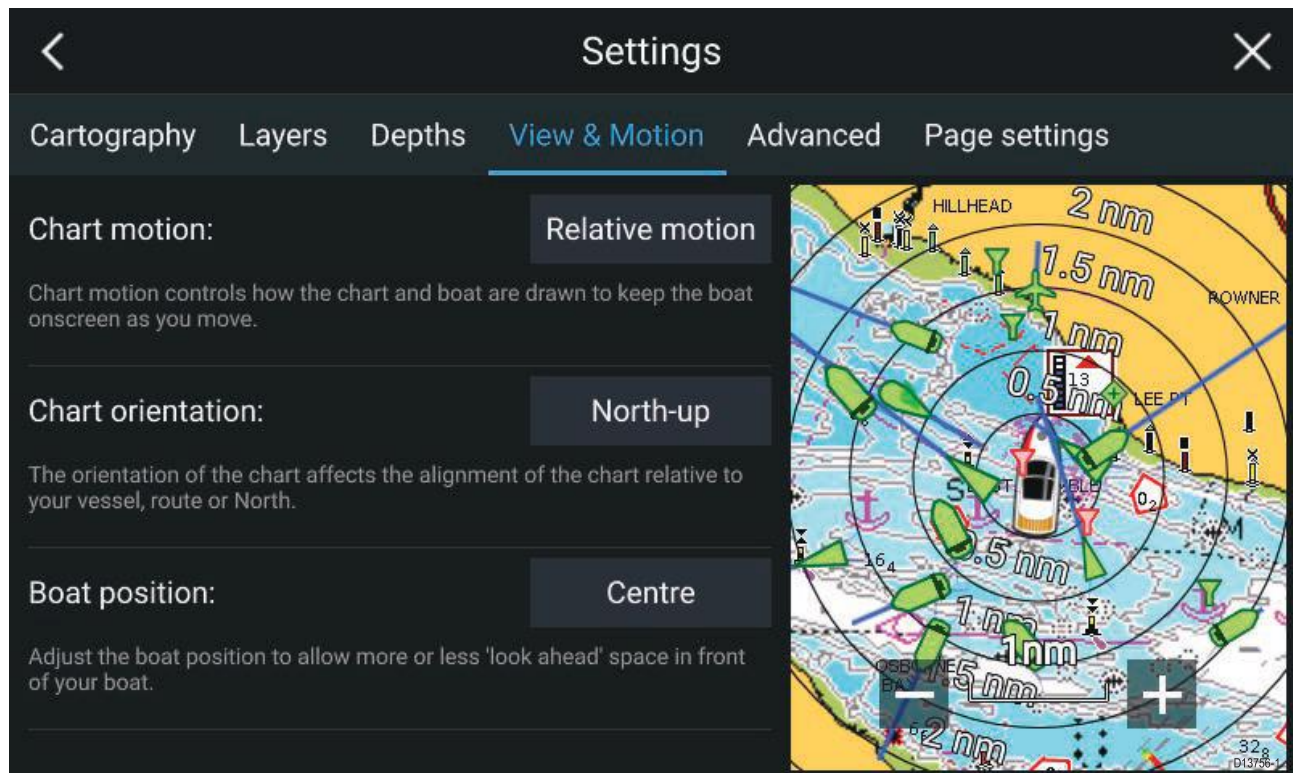 Settings
Cartography Layers Depths View & Motion Advanced Page settings
Chart motion: Relative motion
Chart motion controls how the chart and boat are drawn to keep the boat
onscreen as you move.
Chart orientation: North-up
The orientation of the chart affects the alignment of the chart relative to
your vessel, route or North.
Boat position: Centre
Adjust the boat position to allow more or less 'look ahead' space in front
of your boat.
HILLHEAD
2 nm
1.5 nm
ROWNER
1 nm
13
0.5 nm
LEE PT
0₂
M
16₄
0.5 nm
1 nm
1nm
1.5 nm
2 nm
32₈
D13756-1